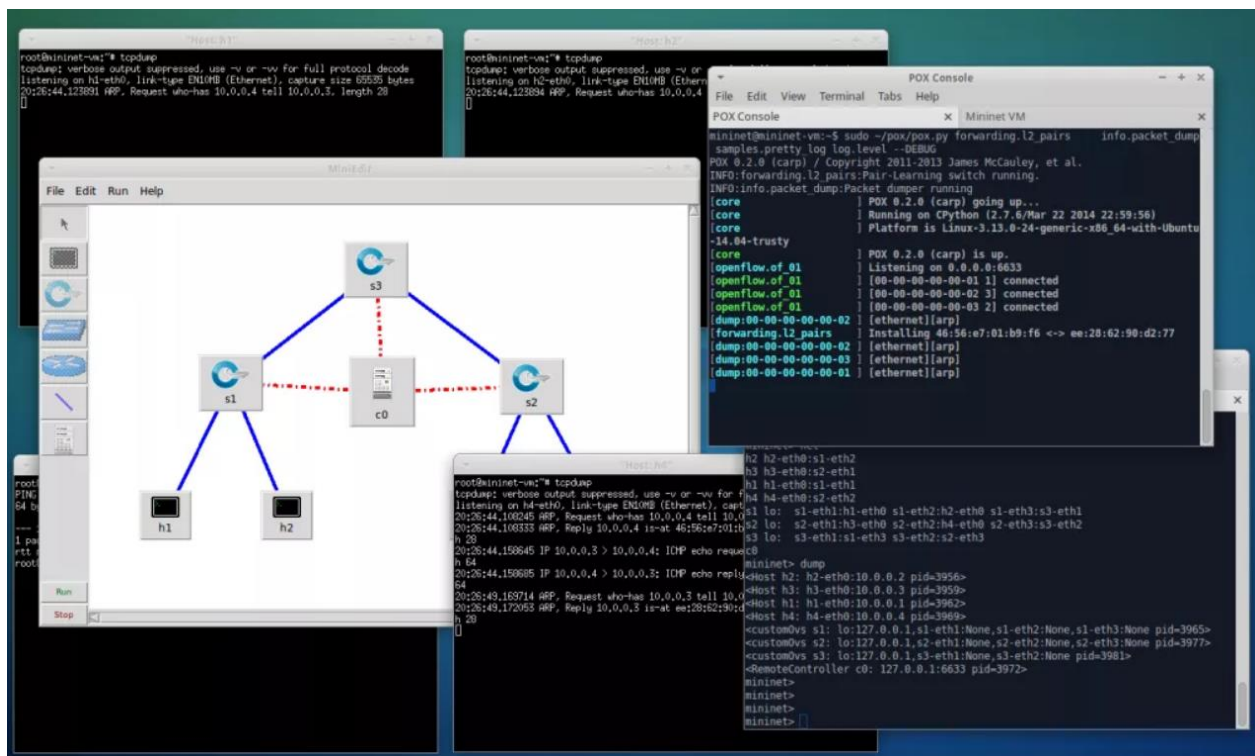 "Host: h1"
root@mininet-vm:~# tcpdump
tcpdump: verbose output suppressed, use -v or -vv for full protocol decode
listening on h1-eth0, link-type EN10MB (Ethernet), capture size 65535 bytes
20:26:44.123891 ARP, Request who-has 10.0.0.4 tell 10.0.0.3, length 28
root@mininet-vm:~# tcpdump
tcpdump: verbose output suppressed, use -v or
listening on h2-eth0, link-type EN10MB (Ethern
20:26:44.123894 ARP, Request who-has 10.0.0.4
POX Console
File Edit View Terminal Tabs Help
POX Console
Mininet VM
mininet@mininet-vm:~$ sudo ~/pox/pox.py forwarding.l2_pairs info.packet_dump
samples.pretty_log log.level --DEBUG
POX 0.2.0 (carp) / Copyright 2011-2013 James McCauley, et al.
INFO:forwarding.l2_pairs:Pair-Learning switch running.
INFO:info.packet_dump:Packet dumper running
[core ] POX 0.2.0 (carp) going up...
[core ] Running on CPython (2.7.6/Mar 22 2014 22:59:56)
[core ] Platform is Linux-3.13.0-24-generic-x86_64-with-Ubuntu
-14.04-trusty
[core ] POX 0.2.0 (carp) is up.
[openflow.of_01 ] Listening on 0.0.0.0:6633
[openflow.of_01 ] [00-00-00-00-00-01 1] connected
[openflow.of_01 ] [00-00-00-00-00-02 3] connected
[openflow.of_01 ] [00-00-00-00-00-03 2] connected
[dump:00-00-00-00-00-02 ] [ethernet][arp]
[forwarding.l2_pairs ] Installing 46:56:e7:01:b9:f6 <-> ee:28:62:90:d2:77
[dump:00-00-00-00-00-02 ] [ethernet][arp]
[dump:00-00-00-00-00-03 ] [ethernet][arp]
[dump:00-00-00-00-00-01 ] [ethernet][arp]
MiniEdit
File Edit Run Help
s3
s1
c0
s2
h1
h2
Run
Stop
root
PING
64 b
---
1 pa
rtt
root
"Host: h4"
root@mininet-vm:~# tcpdump
tcpdump: verbose output suppressed, use -v or -vv for f
listening on h4-eth0, link-type EN10MB (Ethernet), capt
20:26:44.108245 ARP, Request who-has 10.0.0.4 tell 10.0
20:26:44.108333 ARP, Reply 10.0.0.4 is-at 46:56:e7:01:b
h 28
20:26:44.158645 IP 10.0.0.3 > 10.0.0.4: ICMP echo reque
h 64
20:26:44.158685 IP 10.0.0.4 > 10.0.0.3: ICMP echo reply
64
20:26:49.169714 ARP, Request who-has 10.0.0.3 tell 10.0
20:26:49.172053 ARP, Reply 10.0.0.3 is-at ee:28:62:90:d
h 28
mininet> net
h2 h2-eth0:s1-eth2
h3 h3-eth0:s2-eth1
h1 h1-eth0:s1-eth1
h4 h4-eth0:s2-eth2
s1 lo: s1-eth1:h1-eth0 s1-eth2:h2-eth0 s1-eth3:s3-eth1
s2 lo: s2-eth1:h3-eth0 s2-eth2:h4-eth0 s2-eth3:s3-eth2
s3 lo: s3-eth1:s1-eth3 s3-eth2:s2-eth3
c0
mininet> dump
<Host h2: h2-eth0:10.0.0.2 pid=3956>
<Host h3: h3-eth0:10.0.0.3 pid=3959>
<Host h1: h1-eth0:10.0.0.1 pid=3962>
<Host h4: h4-eth0:10.0.0.4 pid=3969>
<customOvs s1: lo:127.0.0.1,s1-eth1:None,s1-eth2:None,s1-eth3:None pid=3965>
<customOvs s2: lo:127.0.0.1,s2-eth1:None,s2-eth2:None,s2-eth3:None pid=3977>
<customOvs s3: lo:127.0.0.1,s3-eth1:None,s3-eth2:None pid=3981>
<RemoteController c0: 127.0.0.1:6633 pid=3972>
mininet>
mininet>
mininet>
mininet>